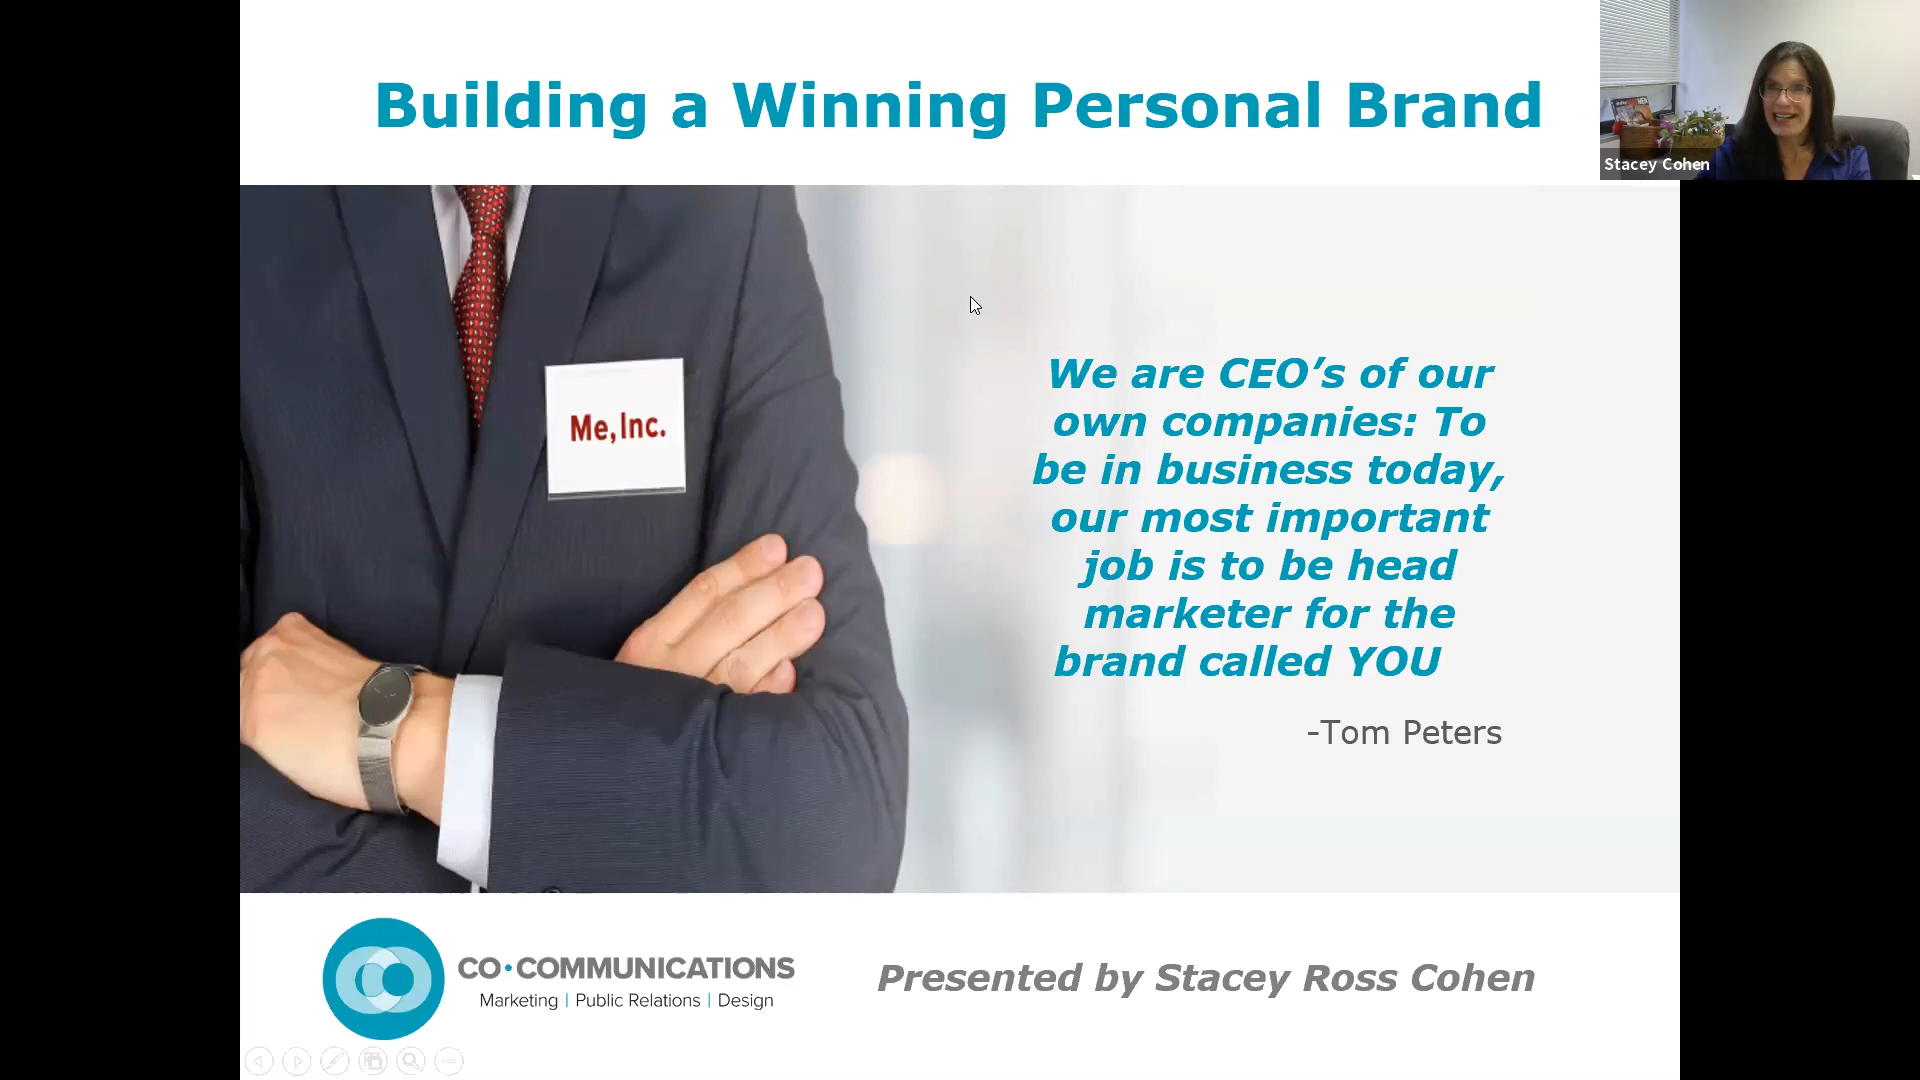 Building a Winning Personal Brand
Stacey Cohen
Me, Inc.
We are CEO’s of our
own companies: To
be in business today,
our most important
job is to be head
marketer for the
brand called YOU
-Tom Peters
CO•COMMUNICATIONS
Marketing | Public Relations | Design
Presented by Stacey Ross Cohen